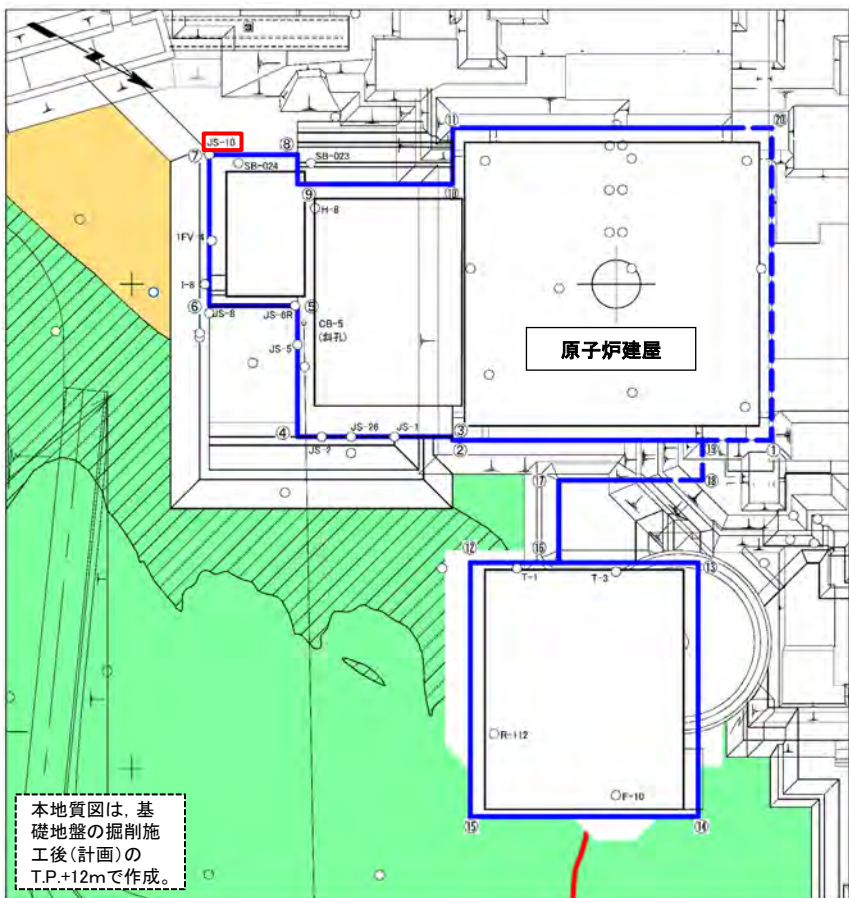 ⑪
⑳
JS-10
⑧
⑦
SB-024
SB-023
⑩
⑨
H-8
1FV-4
I-8
⑥
JS-8
JS-6R
⑤
CB-5
(斜孔)
JS-5
原子炉建屋
④
JS-2
JS-26
JS-1
③
②
⑲
①
⑰
⑱
⑫
⑯
⑬
T-1
T-3
R-112
F-10
⑮
⑭
本地質図は，基
礎地盤の掘削施
工後(計画)の
T.P.+12mで作成。